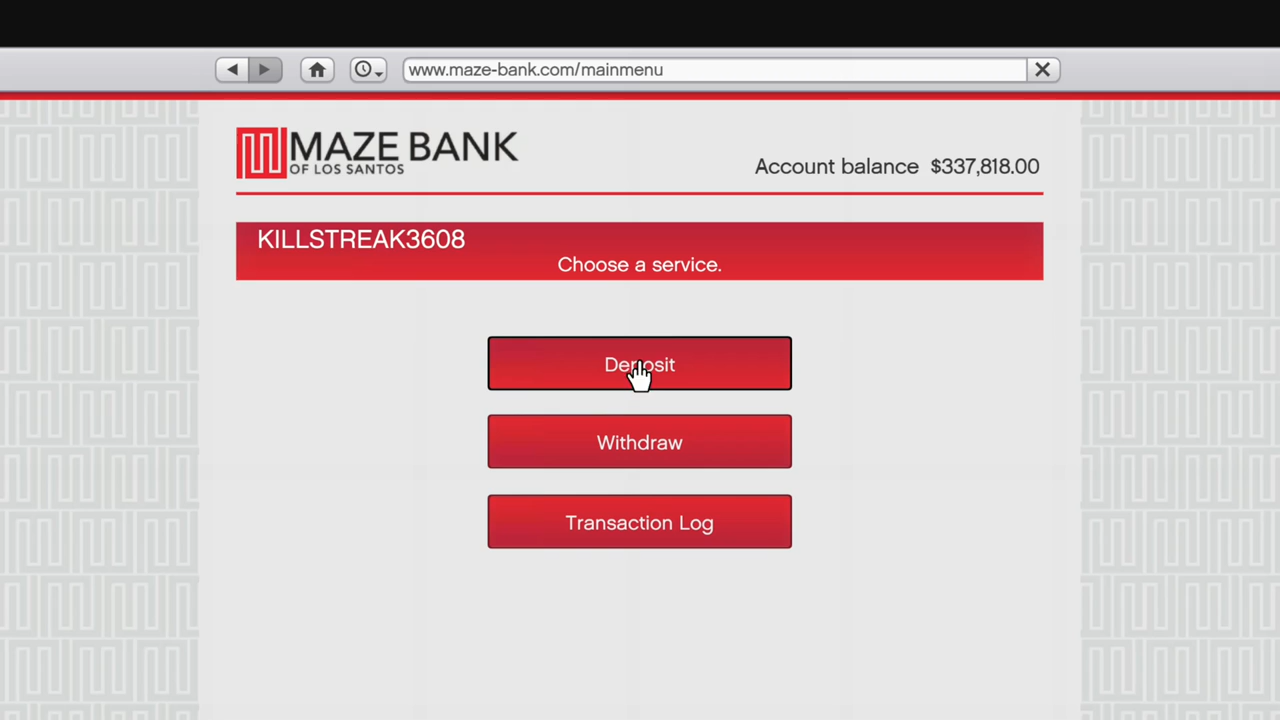 www.maze-bank.com/mainmenu
MAZE BANK
OF LOS SANTOS
Account balance $337,818.00
KILLSTREAK3608
Choose a service.
Deposit
Withdraw
Transaction Log